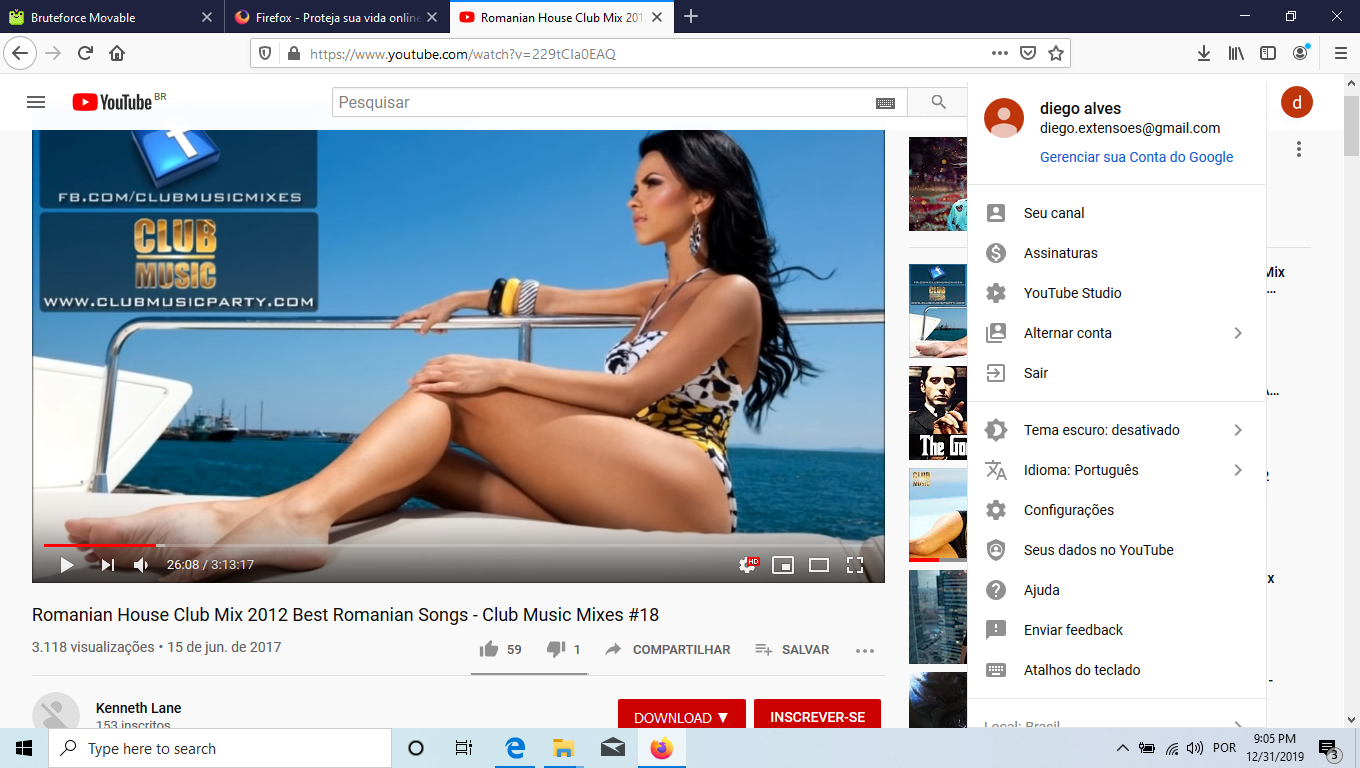 Bruteforce Movable
Firefox - Proteja sua vida online
Romanian House Club Mix 201
https://www.youtube.com/watch?v=229tCIa0EAQ
YouTube BR
Pesquisar
d
diego alves
diego.extensoes@gmail.com
Gerenciar sua Conta do Google
Seu canal
Assinaturas
YouTube Studio
Alternar conta
Sair
Tema escuro: desativado
Idioma: Português
Configurações
Seus dados no YouTube
Ajuda
Enviar feedback
Atalhos do teclado
Local: Brasil
FB.COM/CLUBMUSICMIXES
CLUB
MUSIC
WWW.CLUBMUSICPARTY.COM
26:08 / 3:13:17
HD
Romanian House Club Mix 2012 Best Romanian Songs - Club Music Mixes #18
3.118 visualizações • 15 de jun. de 2017
59
1
COMPARTILHAR
SALVAR
Kenneth Lane
153 inscritos
DOWNLOAD ▼
INSCREVER-SE
Mix
CLUB
MUSIC
The Go
Type here to search
POR
9:05 PM
12/31/2019
3